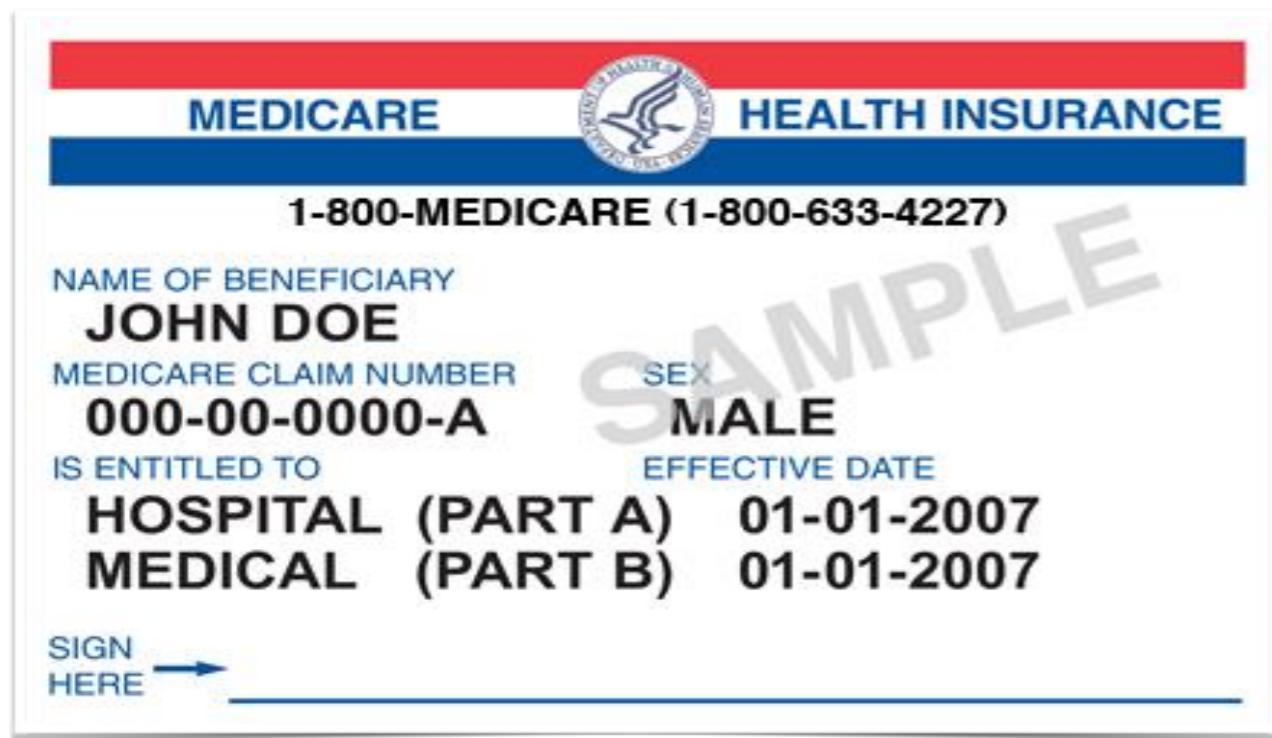 MEDICARE HEALTH INSURANCE
1-800-MEDICARE (1-800-633-4227)
SAMPLE
NAME OF BENEFICIARY
JOHN DOE
MEDICARE CLAIM NUMBER SEX
000-00-0000-A MALE
IS ENTITLED TO EFFECTIVE DATE
HOSPITAL (PART A) 01-01-2007
MEDICAL (PART B) 01-01-2007
SIGN
HERE